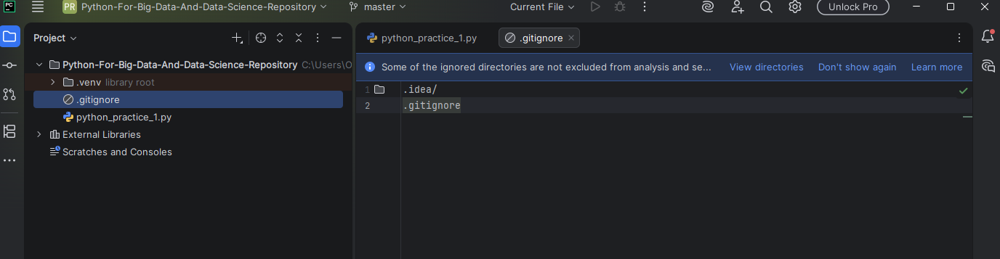 PC PR Python-For-Big-Data-And-Data-Science-Repository master Current File Unlock Pro
Project
python_practice_1.py .gitignore
Python-For-Big-Data-And-Data-Science-Repository C:\Users\O
Some of the ignored directories are not excluded from analysis and se... View directories Don't show again Learn more
.venv library root
1 .idea/
.gitignore
2 .gitignore
python_practice_1.py
External Libraries
Scratches and Consoles